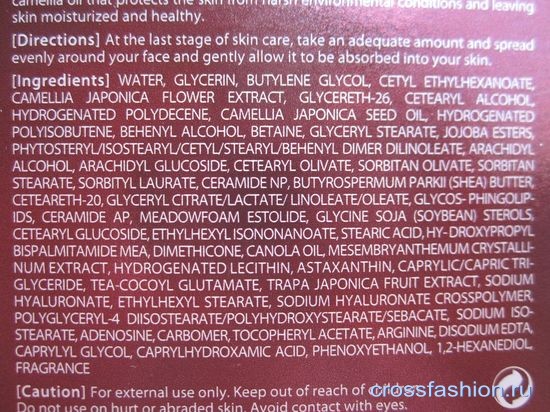 camellia oil that protects the skin from harsh environmental conditions and leaving
skin moisturized and healthy.
[Directions] At the last stage of skin care, take an adequate amount and spread
evenly around your face and gently allow it to be absorbed into your skin.
[Ingredients] WATER, GLYCERIN, BUTYLENE GLYCOL, CETYL ETHYLHEXANOATE,
CAMELLIA JAPONICA FLOWER EXTRACT, GLYCERETH-26, CETEARYL ALCOHOL,
HYDROGENATED POLYDECENE, CAMELLIA JAPONICA SEED OIL, HYDROGENATED
POLYISOBUTENE, BEHENYL ALCOHOL, BETAINE, GLYCERYL STEARATE, JOJOBA ESTERS,
PHYTOSTERYL/ISOSTEARYL/CETYL/STEARYL/BEHENYL DIMER DILINOLEATE, ARACHIDYL
ALCOHOL, ARACHIDYL GLUCOSIDE, CETEARYL OLIVATE, SORBITAN OLIVATE, SORBITAN
STEARATE, SORBITYL LAURATE, CERAMIDE NP, BUTYROSPERMUM PARKII (SHEA) BUTTER,
CETEARETH-20, GLYCERYL CITRATE/LACTATE/ LINOLEATE/OLEATE, GLYCOS- PHINGOLIP-
IDS, CERAMIDE AP, MEADOWFOAM ESTOLIDE, GLYCINE SOJA (SOYBEAN) STEROLS,
CETEARYL GLUCOSIDE, ETHYLHEXYL ISONONANOATE, STEARIC ACID, HY- DROXYPROPYL
BISPALMITAMIDE MEA, DIMETHICONE, CANOLA OIL, MESEMBRYANTHEMUM CRYSTALLI-
NUM EXTRACT, HYDROGENATED LECITHIN, ASTAXANTHIN, CAPRYLIC/CAPRIC TRI-
GLYCERIDE, TEA-COCOYL GLUTAMATE, TRAPA JAPONICA FRUIT EXTRACT, SODIUM
HYALURONATE, ETHYLHEXYL STEARATE, SODIUM HYALURONATE CROSSPOLYMER,
POLYGLYCERYL-4 DIISOSTEARATE/POLYHYDROXYSTEARATE/SEBACATE, SODIUM ISO-
STEARATE, ADENOSINE, CARBOMER, TOCOPHERYL ACETATE, ARGININE, DISODIUM EDTA,
CAPRYLYL GLYCOL, CAPRYLHYDROXAMIC ACID, PHENOXYETHANOL, 1,2-HEXANEDIOL,
FRAGRANCE
[Caution] For external use only. Keep out of reach of
Do not use on hurt or abraded skin. Avoid contact with eyes.
crossfashion.ru